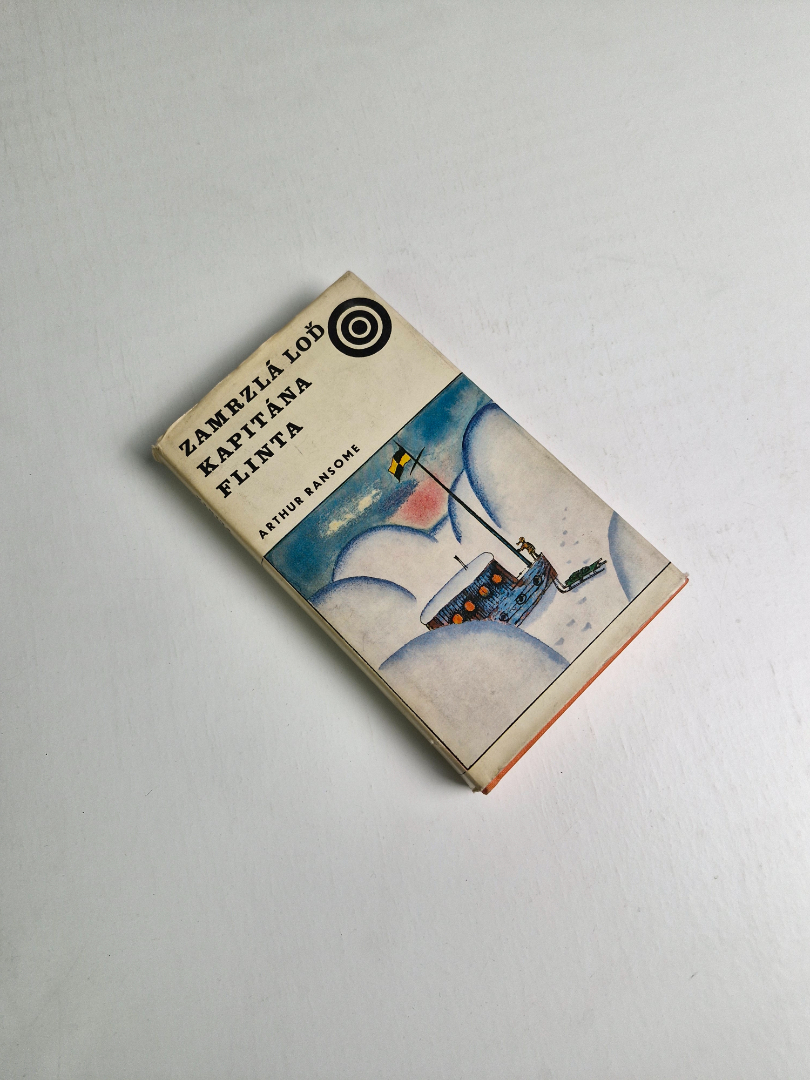 ZAMRZLÁ LOĎ
KAPITÁNA
FLINTA
ARTHUR RANSOME